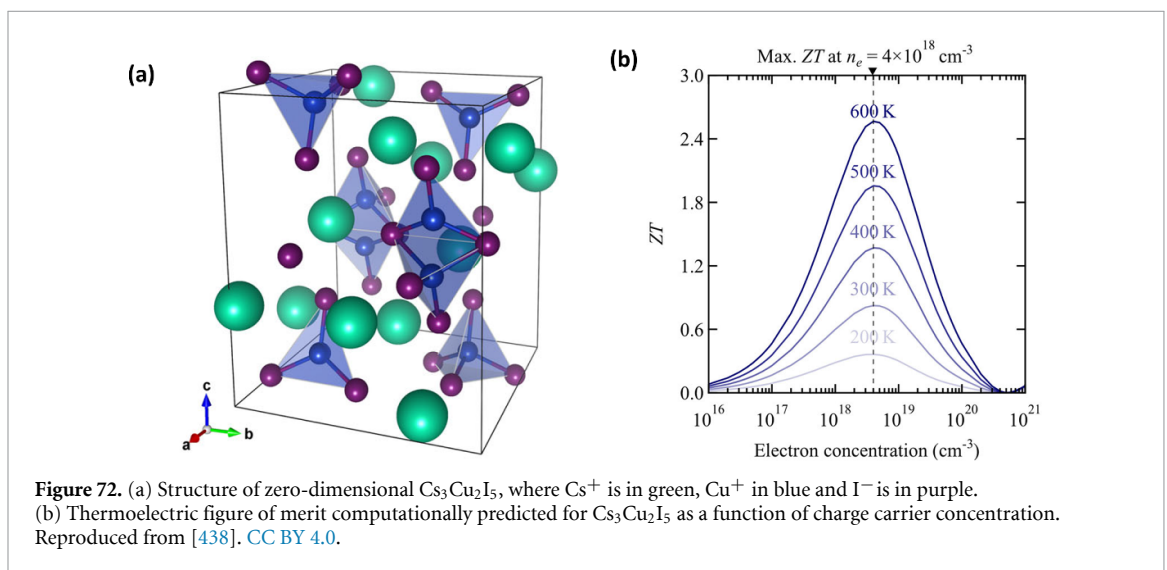 (a)
c
a
b
(b)
Max. ZT at nₑ = 4×10¹⁸ cm⁻³
3.0
2.4
1.8
1.2
0.6
0.0
ZT
600 K
500 K
400 K
300 K
200 K
10¹⁶ 10¹⁷ 10¹⁸ 10¹⁹ 10²⁰ 10²¹
Electron concentration (cm⁻³)
Figure 72. (a) Structure of zero-dimensional Cs₃Cu₂I₅, where Cs⁺ is in green, Cu⁺ in blue and I⁻is in purple.
(b) Thermoelectric figure of merit computationally predicted for Cs₃Cu₂I₅ as a function of charge carrier concentration.
Reproduced from [438]. CC BY 4.0.